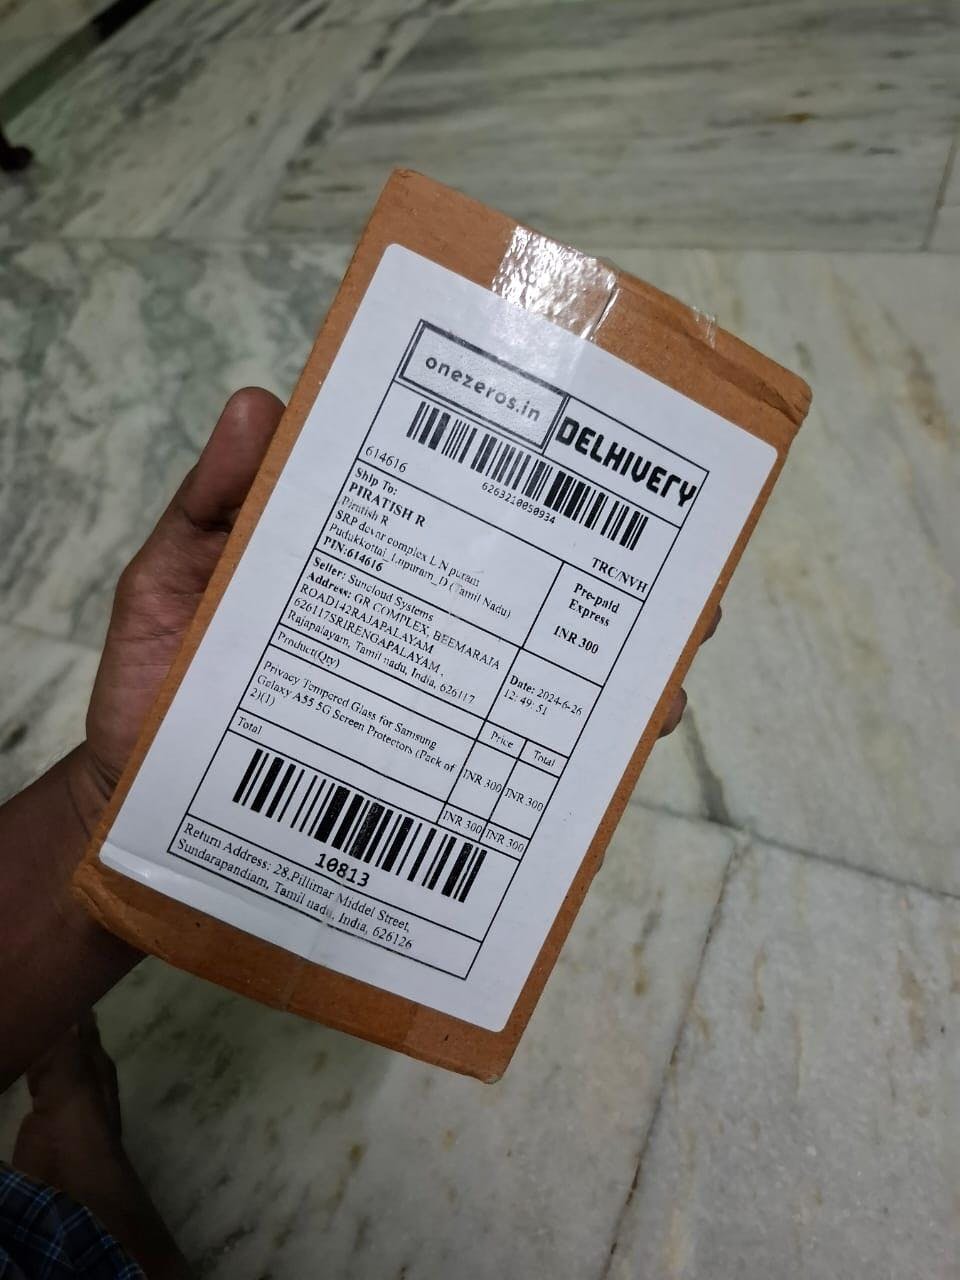 onezeros.in
DELHIVERY
6263210050934
614616
TRC/NVH
Ship To:
PIRATISH R
Piratish R
SRP devar complex L N puram
Pudukkottai_Lnpuram_D (Tamil Nadu)
PIN:614616
Pre-paid
Express
INR 300
Seller: Suncloud Systems
Address: GR COMPLEX, BEEMARAJA
ROAD142RAJAPALAYAM
626117SRIRENGAPALAYAM ,
Rajapalayam, Tamil nadu, India, 626117
Date: 2024-6-26
12: 49: 51
Product(Qty)
Price
Total
Privacy Tempered Glass for Samsung
Galaxy A55 5G Screen Protectors (Pack of
2)(1)
INR 300
INR 300
Total
INR 300
INR 300
10813
Return Address: 28.Pillimar Middel Street,
Sundarapandiam, Tamil nadu, India, 626126